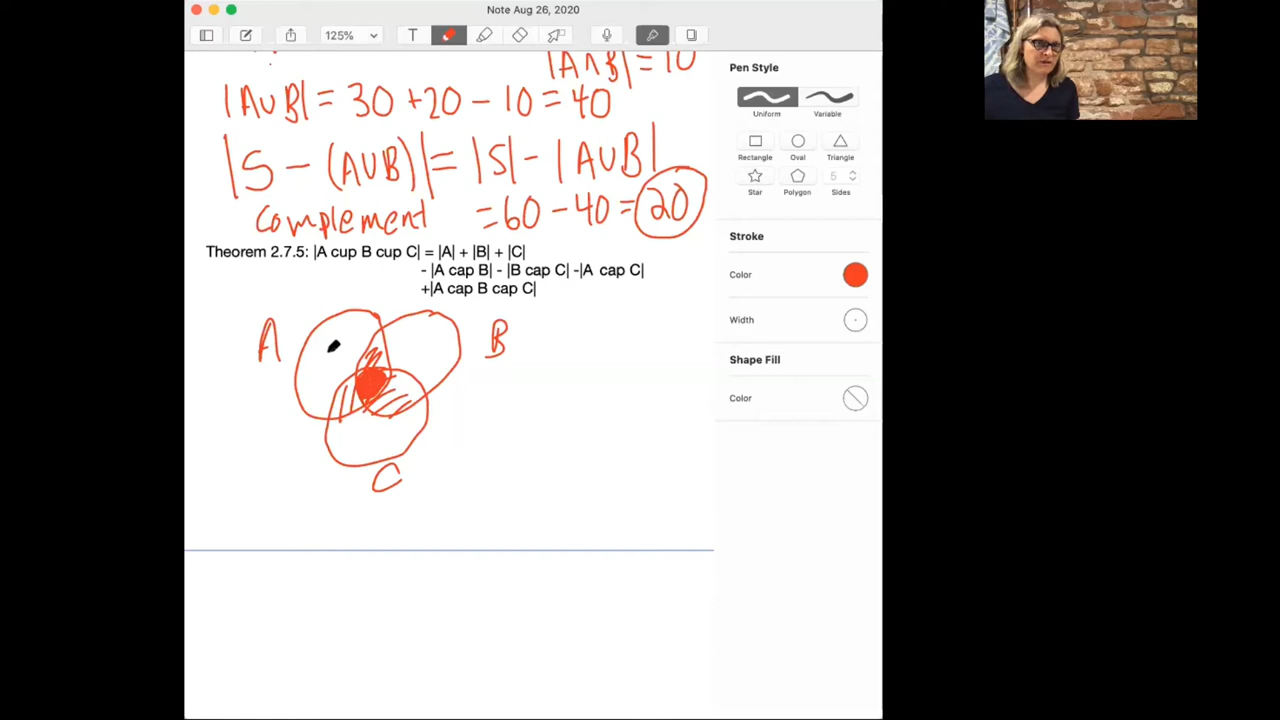 Note Aug 26, 2020
125%
T
|A∩B| = 10
|A∪B| = 30 +20 - 10 = 40
|S - (A∪B)| = |S| - |A∪B|
complement = 60 - 40 = 20
Theorem 2.7.5: |A cup B cup C| = |A| + |B| + |C|
- |A cap B| - |B cap C| -|A cap C|
+|A cap B cap C|
A
B
C
Pen Style
Uniform
Variable
Rectangle
Oval
Triangle
Star
Polygon
5
Sides
Stroke
Color
Width
Shape Fill
Color